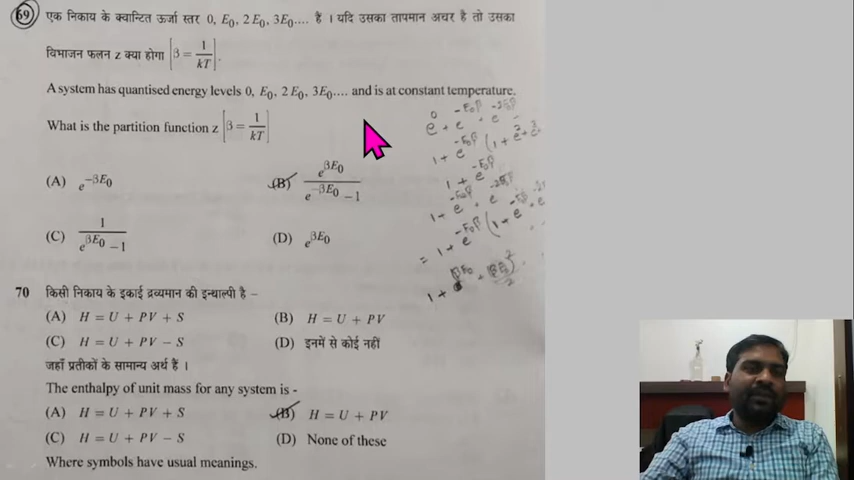 69 एक निकाय के क्वान्टित ऊर्जा स्तर 0, E₀, 2 E₀, 3E₀.... हैं । यदि उसका तापमान अचर है तो उसका
विभाजन फलन z क्या होगा [β = 1/kT].
A system has quantised energy levels 0, E₀, 2 E₀, 3E₀.... and is at constant temperature.
What is the partition function z [β = 1/kT]
(A) e^{-βE₀} (B) e^{βE₀}/(e^{-βE₀} - 1)
(C) 1/(e^{βE₀} - 1) (D) e^{βE₀}
70 किसी निकाय के इकाई द्रव्यमान की इन्थाल्पी है –
(A) H = U + PV + S (B) H = U + PV
(C) H = U + PV − S (D) इनमें से कोई नहीं
जहाँ प्रतीकों के सामान्य अर्थ हैं ।
The enthalpy of unit mass for any system is -
(A) H = U + PV + S (B) H = U + PV
(C) H = U + PV − S (D) None of these
Where symbols have usual meanings.